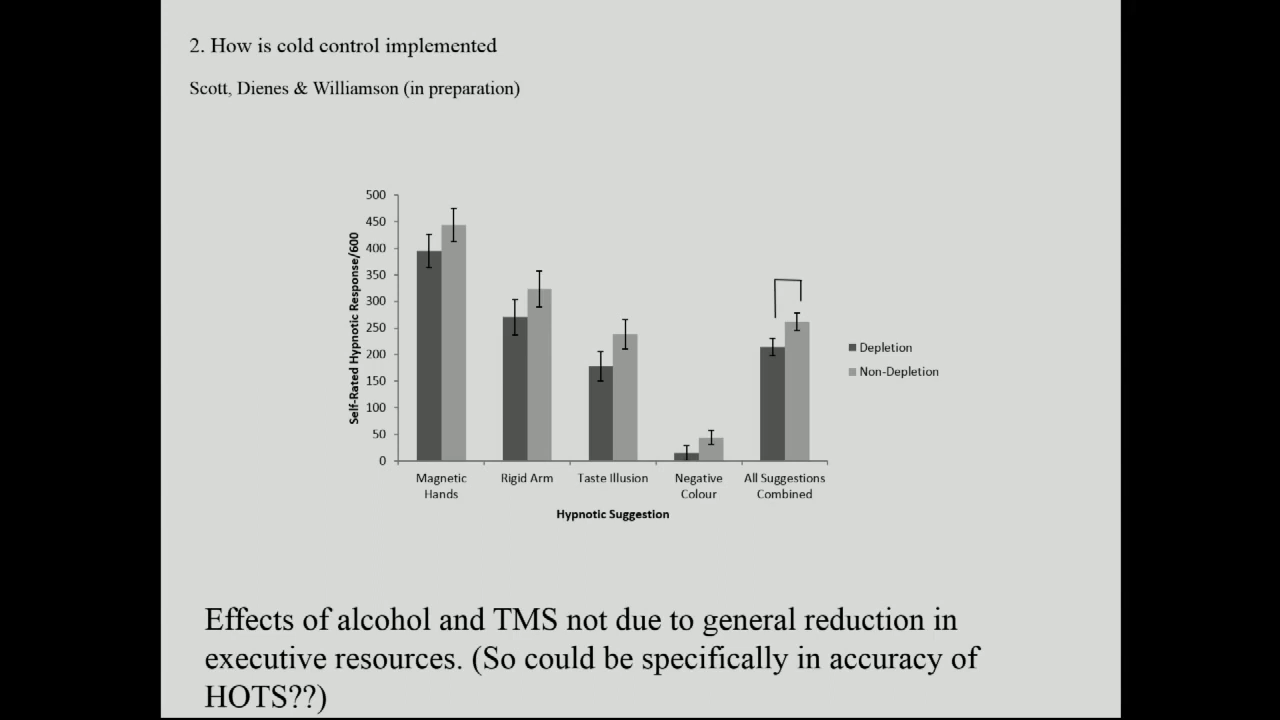 2. How is cold control implemented
Scott, Dienes & Williamson (in preparation)
500
450
400
350
300
250
200
150
100
50
0
Self-Rated Hypnotic Response/600
Magnetic
Hands
Rigid Arm
Taste Illusion
Negative
Colour
All Suggestions
Combined
Hypnotic Suggestion
Depletion
Non-Depletion
Effects of alcohol and TMS not due to general reduction in
executive resources. (So could be specifically in accuracy of
HOTS??)